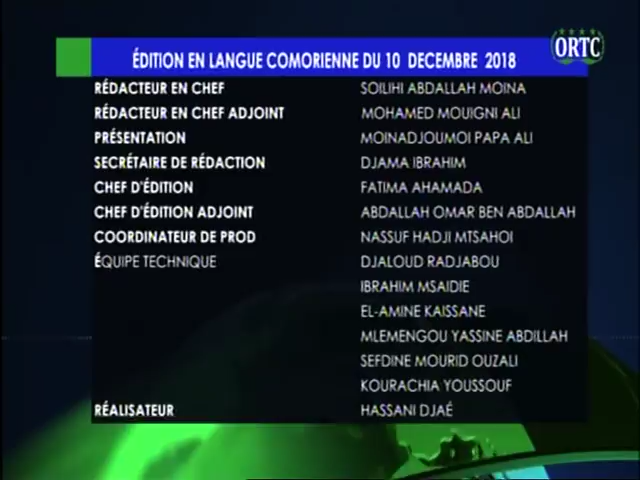 ORTC
ÉDITION EN LANGUE COMORIENNE DU 10 DECEMBRE 2018
RÉDACTEUR EN CHEF SOILIHI ABDALLAH MOINA
RÉDACTEUR EN CHEF ADJOINT MOHAMED MOUIGNI ALI
PRÉSENTATION MOINADJOUMOI PAPA ALI
SECRÉTAIRE DE RÉDACTION DJAMA IBRAHIM
CHEF D'ÉDITION FATIMA AHAMADA
CHEF D'ÉDITION ADJOINT ABDALLAH OMAR BEN ABDALLAH
COORDINATEUR DE PROD NASSUF HADJI MTSAHOI
ÉQUIPE TECHNIQUE DJALOUD RADJABOU
IBRAHIM MSAIDIE
EL-AMINE KAISSANE
MLEMENGOU YASSINE ABDILLAH
SEFDINE MOURID OUZALI
KOURACHIA YOUSSOUF
RÉALISATEUR HASSANI DJAÉ